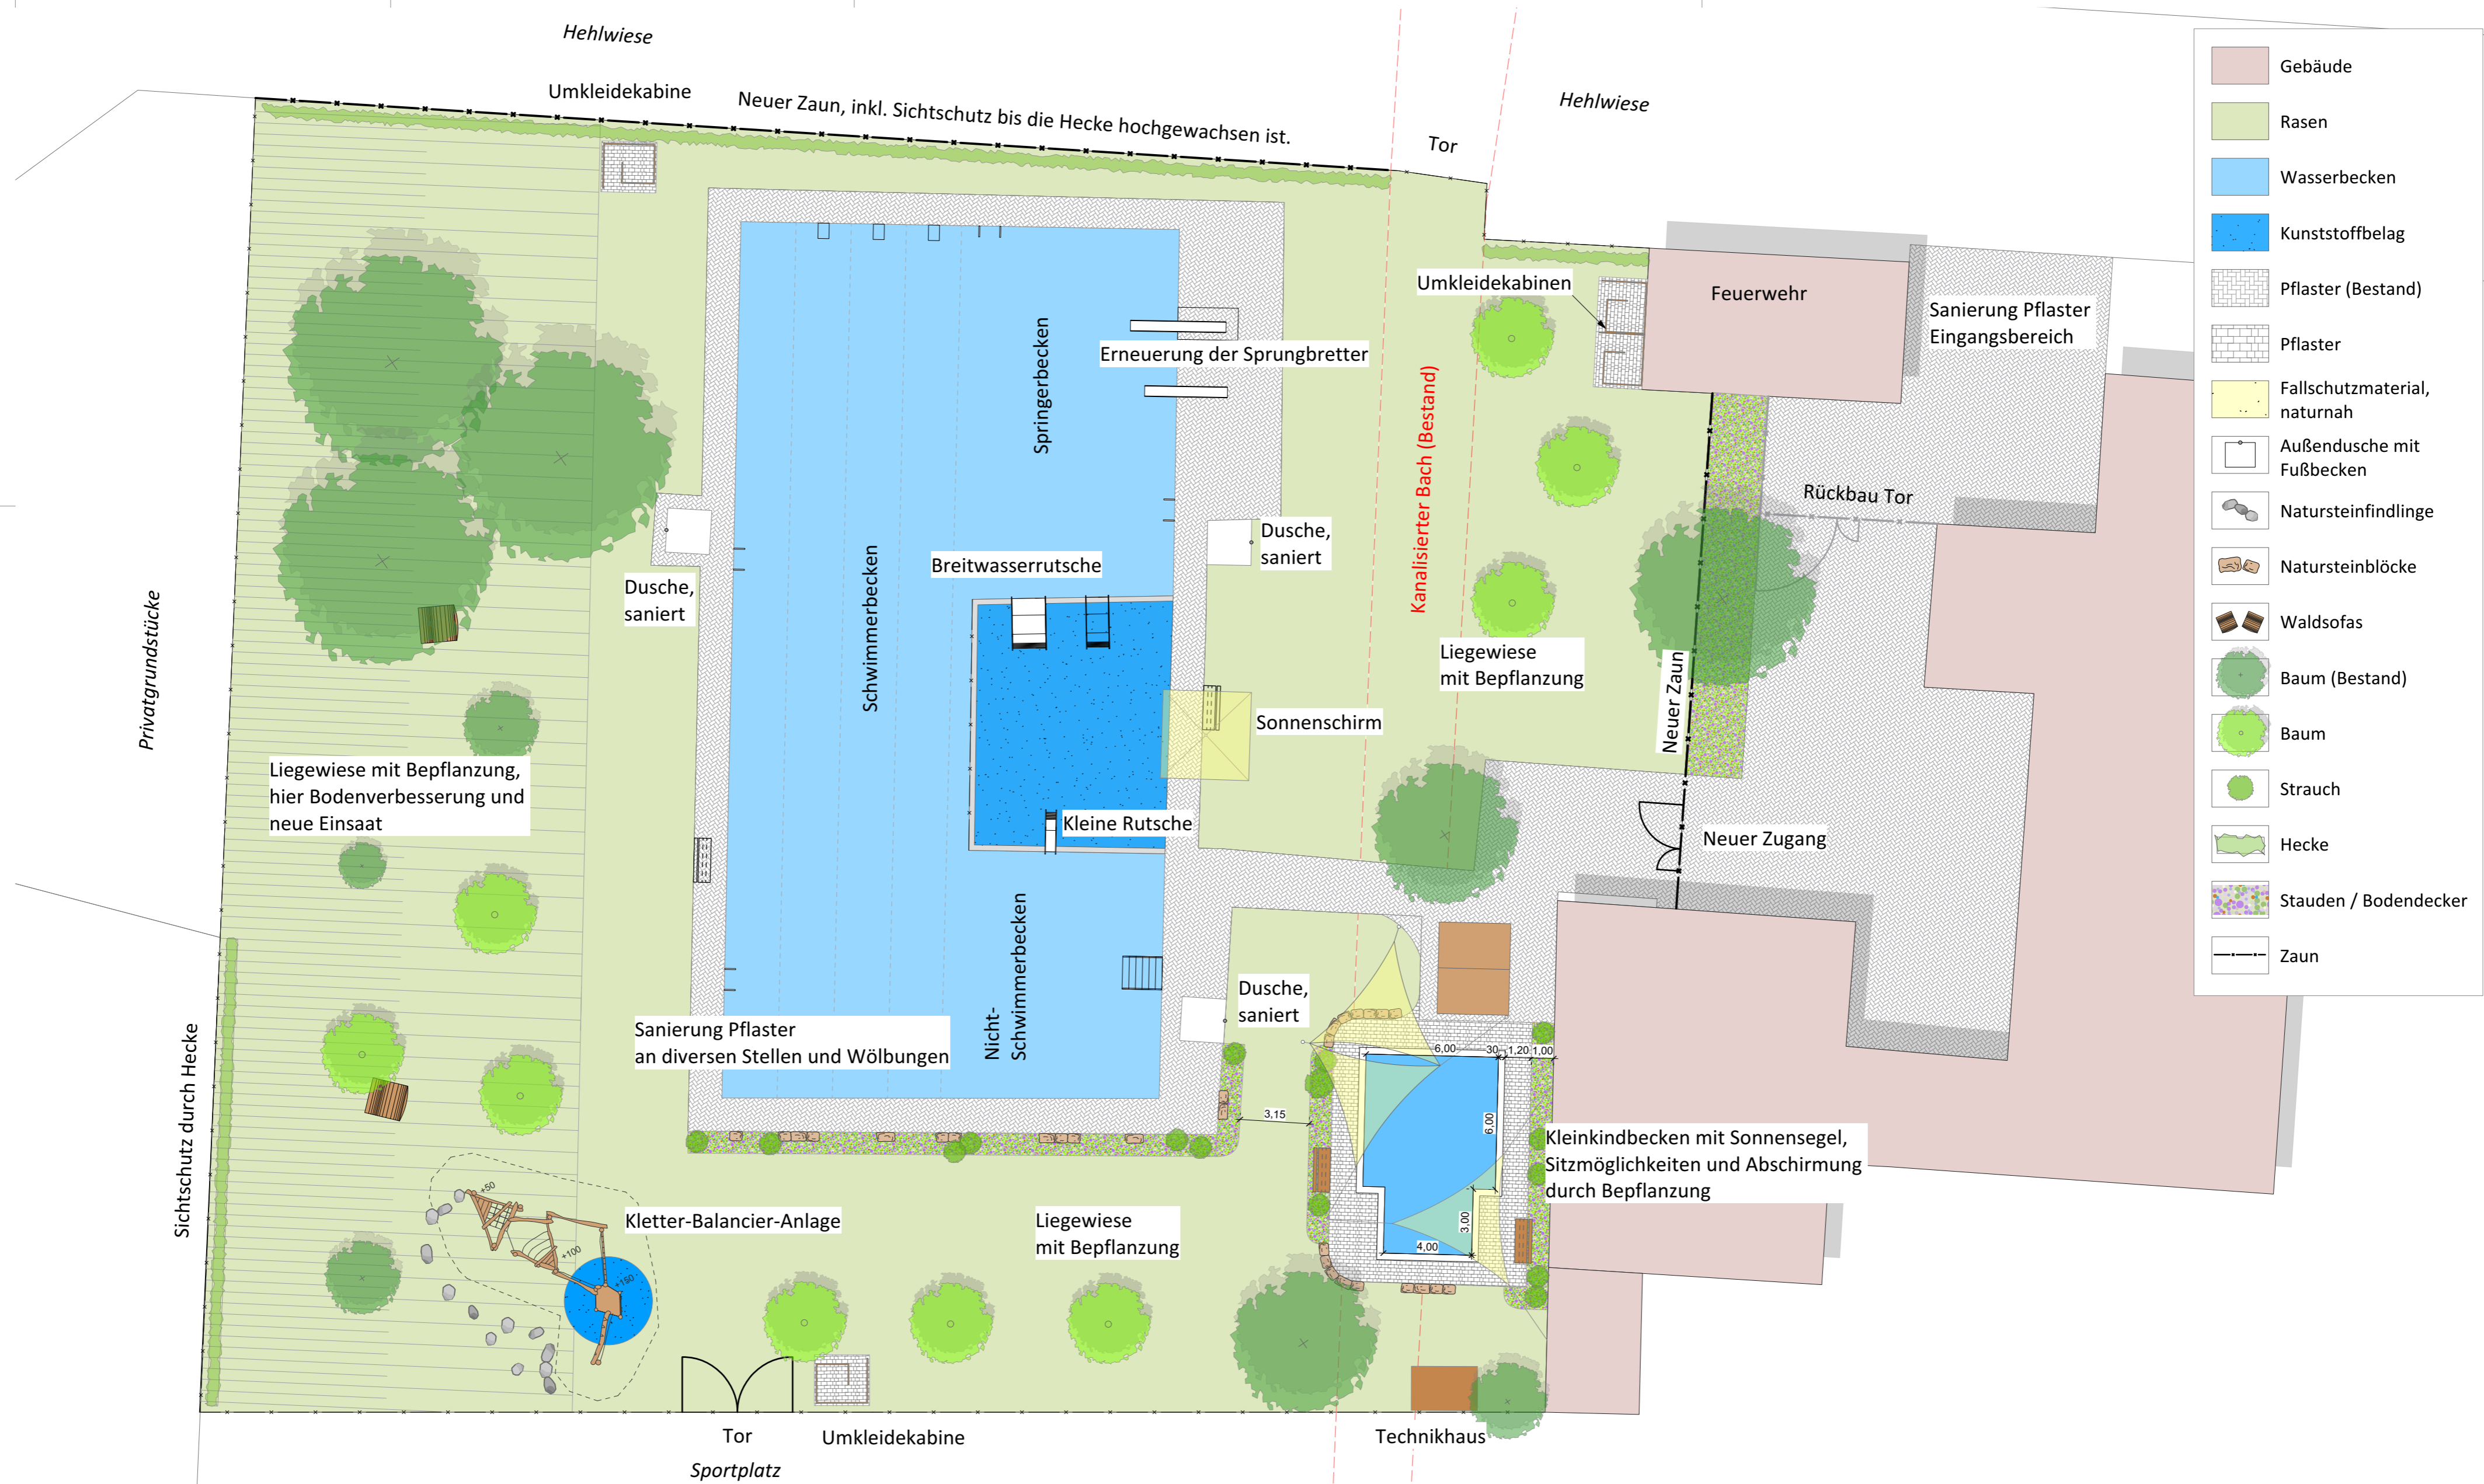 Hehlwiese
Umkleidekabine
Neuer Zaun, inkl. Sichtschutz bis die Hecke hochgewachsen ist.
Tor
Hehlwiese
Umkleidekabinen
Feuerwehr
Sanierung Pflaster
Eingangsbereich
Springerbecken
Erneuerung der Sprungbretter
Kanalisierter Bach (Bestand)
Rückbau Tor
Dusche,
saniert
Breitwasserrutsche
Dusche,
saniert
Schwimmerbecken
Privatgrundstücke
Liegewiese
mit Bepflanzung
Neuer Zaun
Sonnenschirm
Liegewiese mit Bepflanzung,
hier Bodenverbesserung und
neue Einsaat
Kleine Rutsche
Neuer Zugang
Nicht-
Schwimmerbecken
Dusche,
saniert
Sanierung Pflaster
an diversen Stellen und Wölbungen
Sichtschutz durch Hecke
6,00
30
1,20
1,00
3,15
6,00
Kleinkindbecken mit Sonnensegel,
Sitzmöglichkeiten und Abschirmung
durch Bepflanzung
3,00
4,00
+50
+100
+150
Kletter-Balancier-Anlage
Liegewiese
mit Bepflanzung
Tor
Umkleidekabine
Technikhaus
Sportplatz
Gebäude
Rasen
Wasserbecken
Kunststoffbelag
Pflaster (Bestand)
Pflaster
Fallschutzmaterial,
naturnah
Außendusche mit
Fußbecken
Natursteinfindlinge
Natursteinblöcke
Waldsofas
Baum (Bestand)
Baum
Strauch
Hecke
Stauden / Bodendecker
Zaun